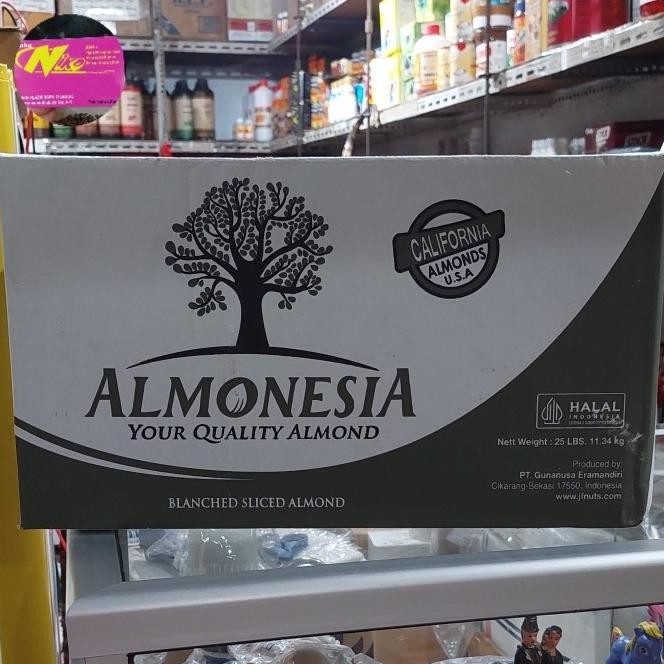 Niko
CALIFORNIA
ALMONDS
U.S.A
ALMONESIA
YOUR QUALITY ALMOND
BLANCHED SLICED ALMOND
HALAL
INDONESIA
Nett Weight : 25 LBS. 11.34 kg
Produced by:
PT. Gunanusa Eramandiri
Cikarang-Bekasi 17550, Indonesia
www.jfnuts.com